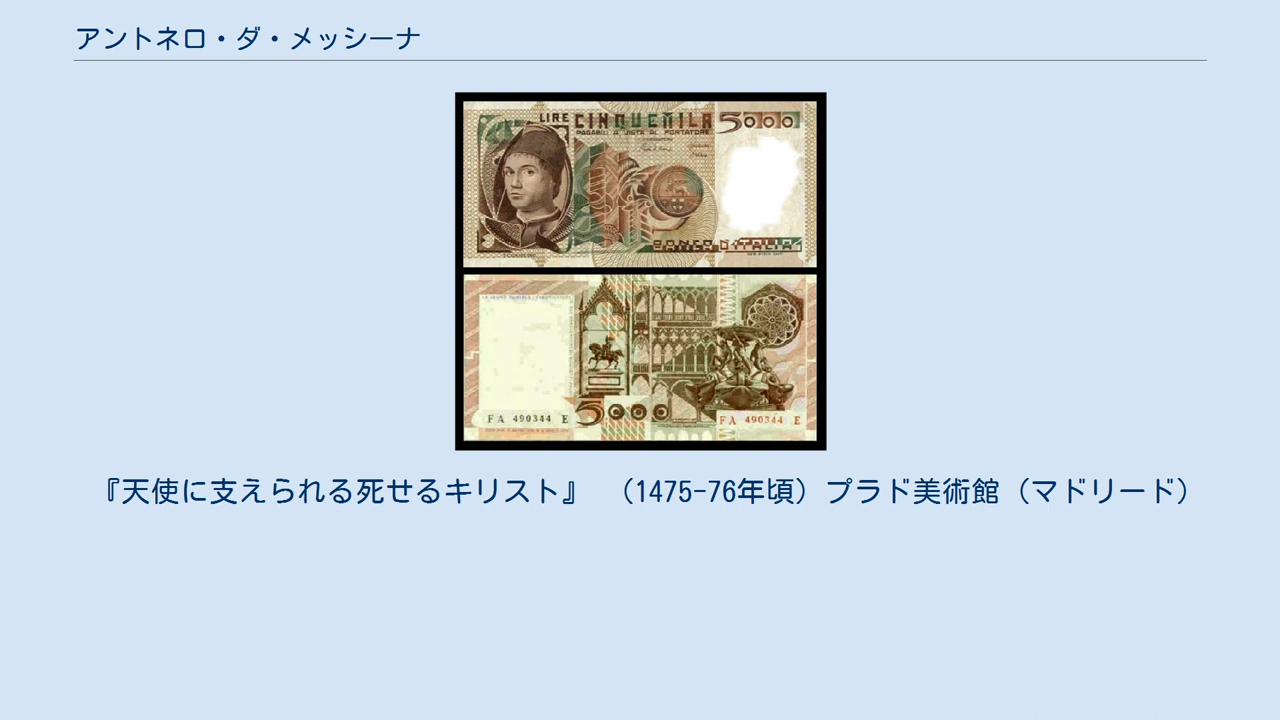 アントネロ・ダ・メッシーナ
LIRE CINQUEMILA 5000
PAGABILI A VISTA AL PORTATORE
BANCA D'ITALIA
FA 490344 E
5000
FA 490344 E
『天使に支えられる死せるキリスト』 （1475-76年頃）プラド美術館（マドリード）